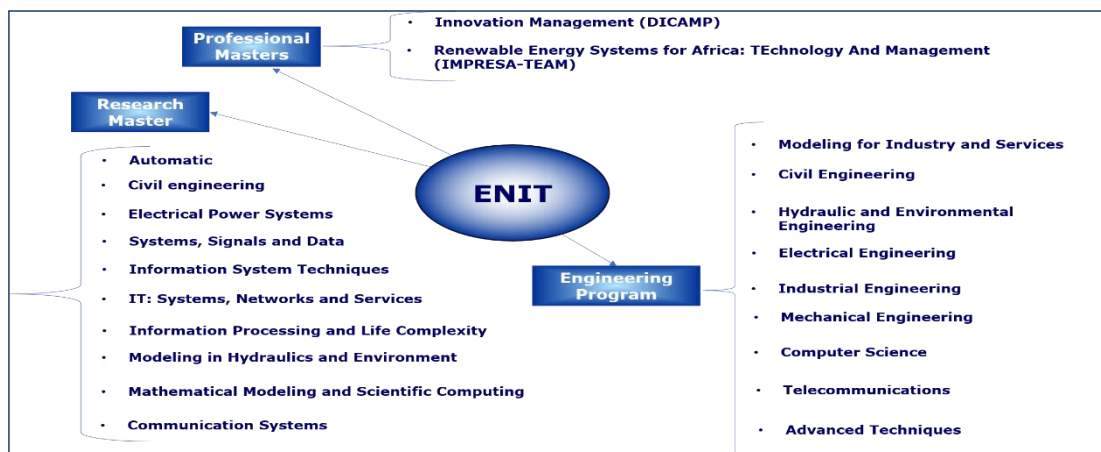 Professional
Masters
Innovation Management (DICAMP)
Renewable Energy Systems for Africa: TEchnology And Management
(IMPRESA-TEAM)
Research
Master
Automatic
Civil engineering
Electrical Power Systems
Systems, Signals and Data
Information System Techniques
IT: Systems, Networks and Services
Information Processing and Life Complexity
Modeling in Hydraulics and Environment
Mathematical Modeling and Scientific Computing
Communication Systems
ENIT
Engineering
Program
Modeling for Industry and Services
Civil Engineering
Hydraulic and Environmental
Engineering
Electrical Engineering
Industrial Engineering
Mechanical Engineering
Computer Science
Telecommunications
Advanced Techniques